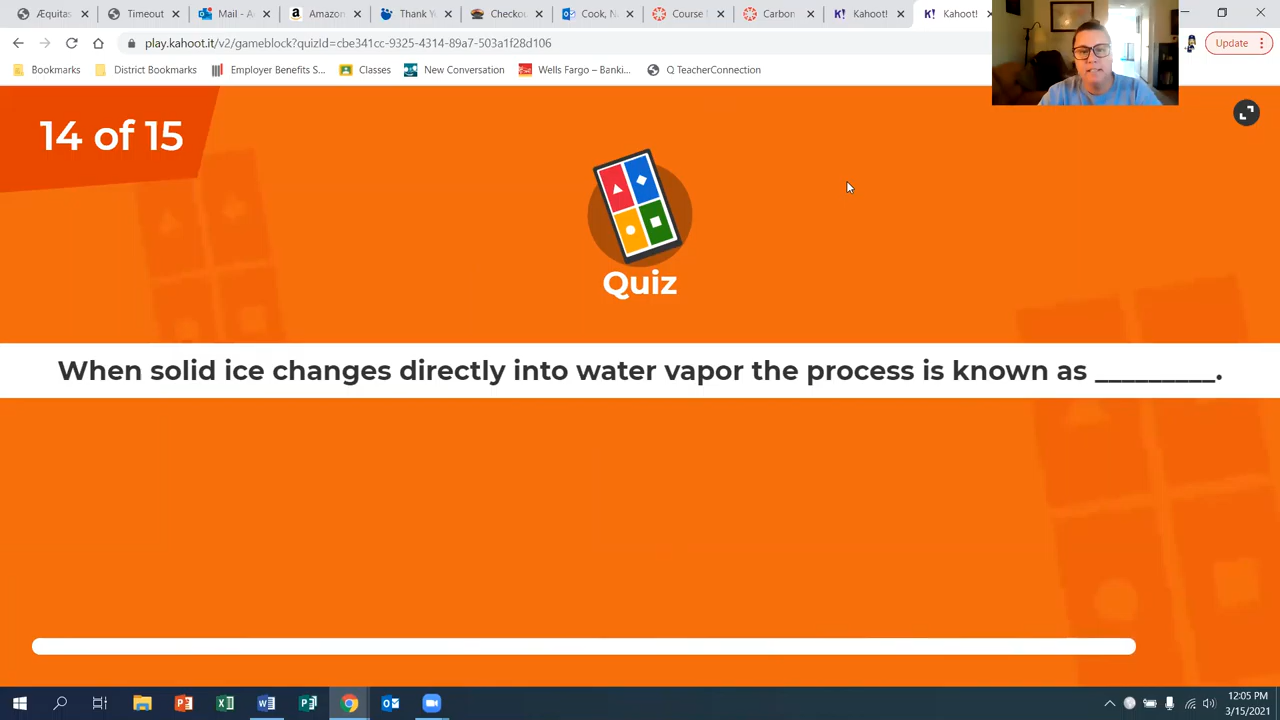 Æquitas
Timeout
Mail - A
Amazon
Thank Y
Checkou
Cook, N
Course
Carbon
Kahoot!
Kahoot!
play.kahoot.it/v2/gameblock?quizId=cbe341cc-9325-4314-89a7-503a1f28d106
Update
Bookmarks
District Bookmarks
Employer Benefits S...
Classes
New Conversation
Wells Fargo – Banki...
Q TeacherConnection
14 of 15
Quiz
When solid ice changes directly into water vapor the process is known as _________.
12:05 PM
3/15/2021